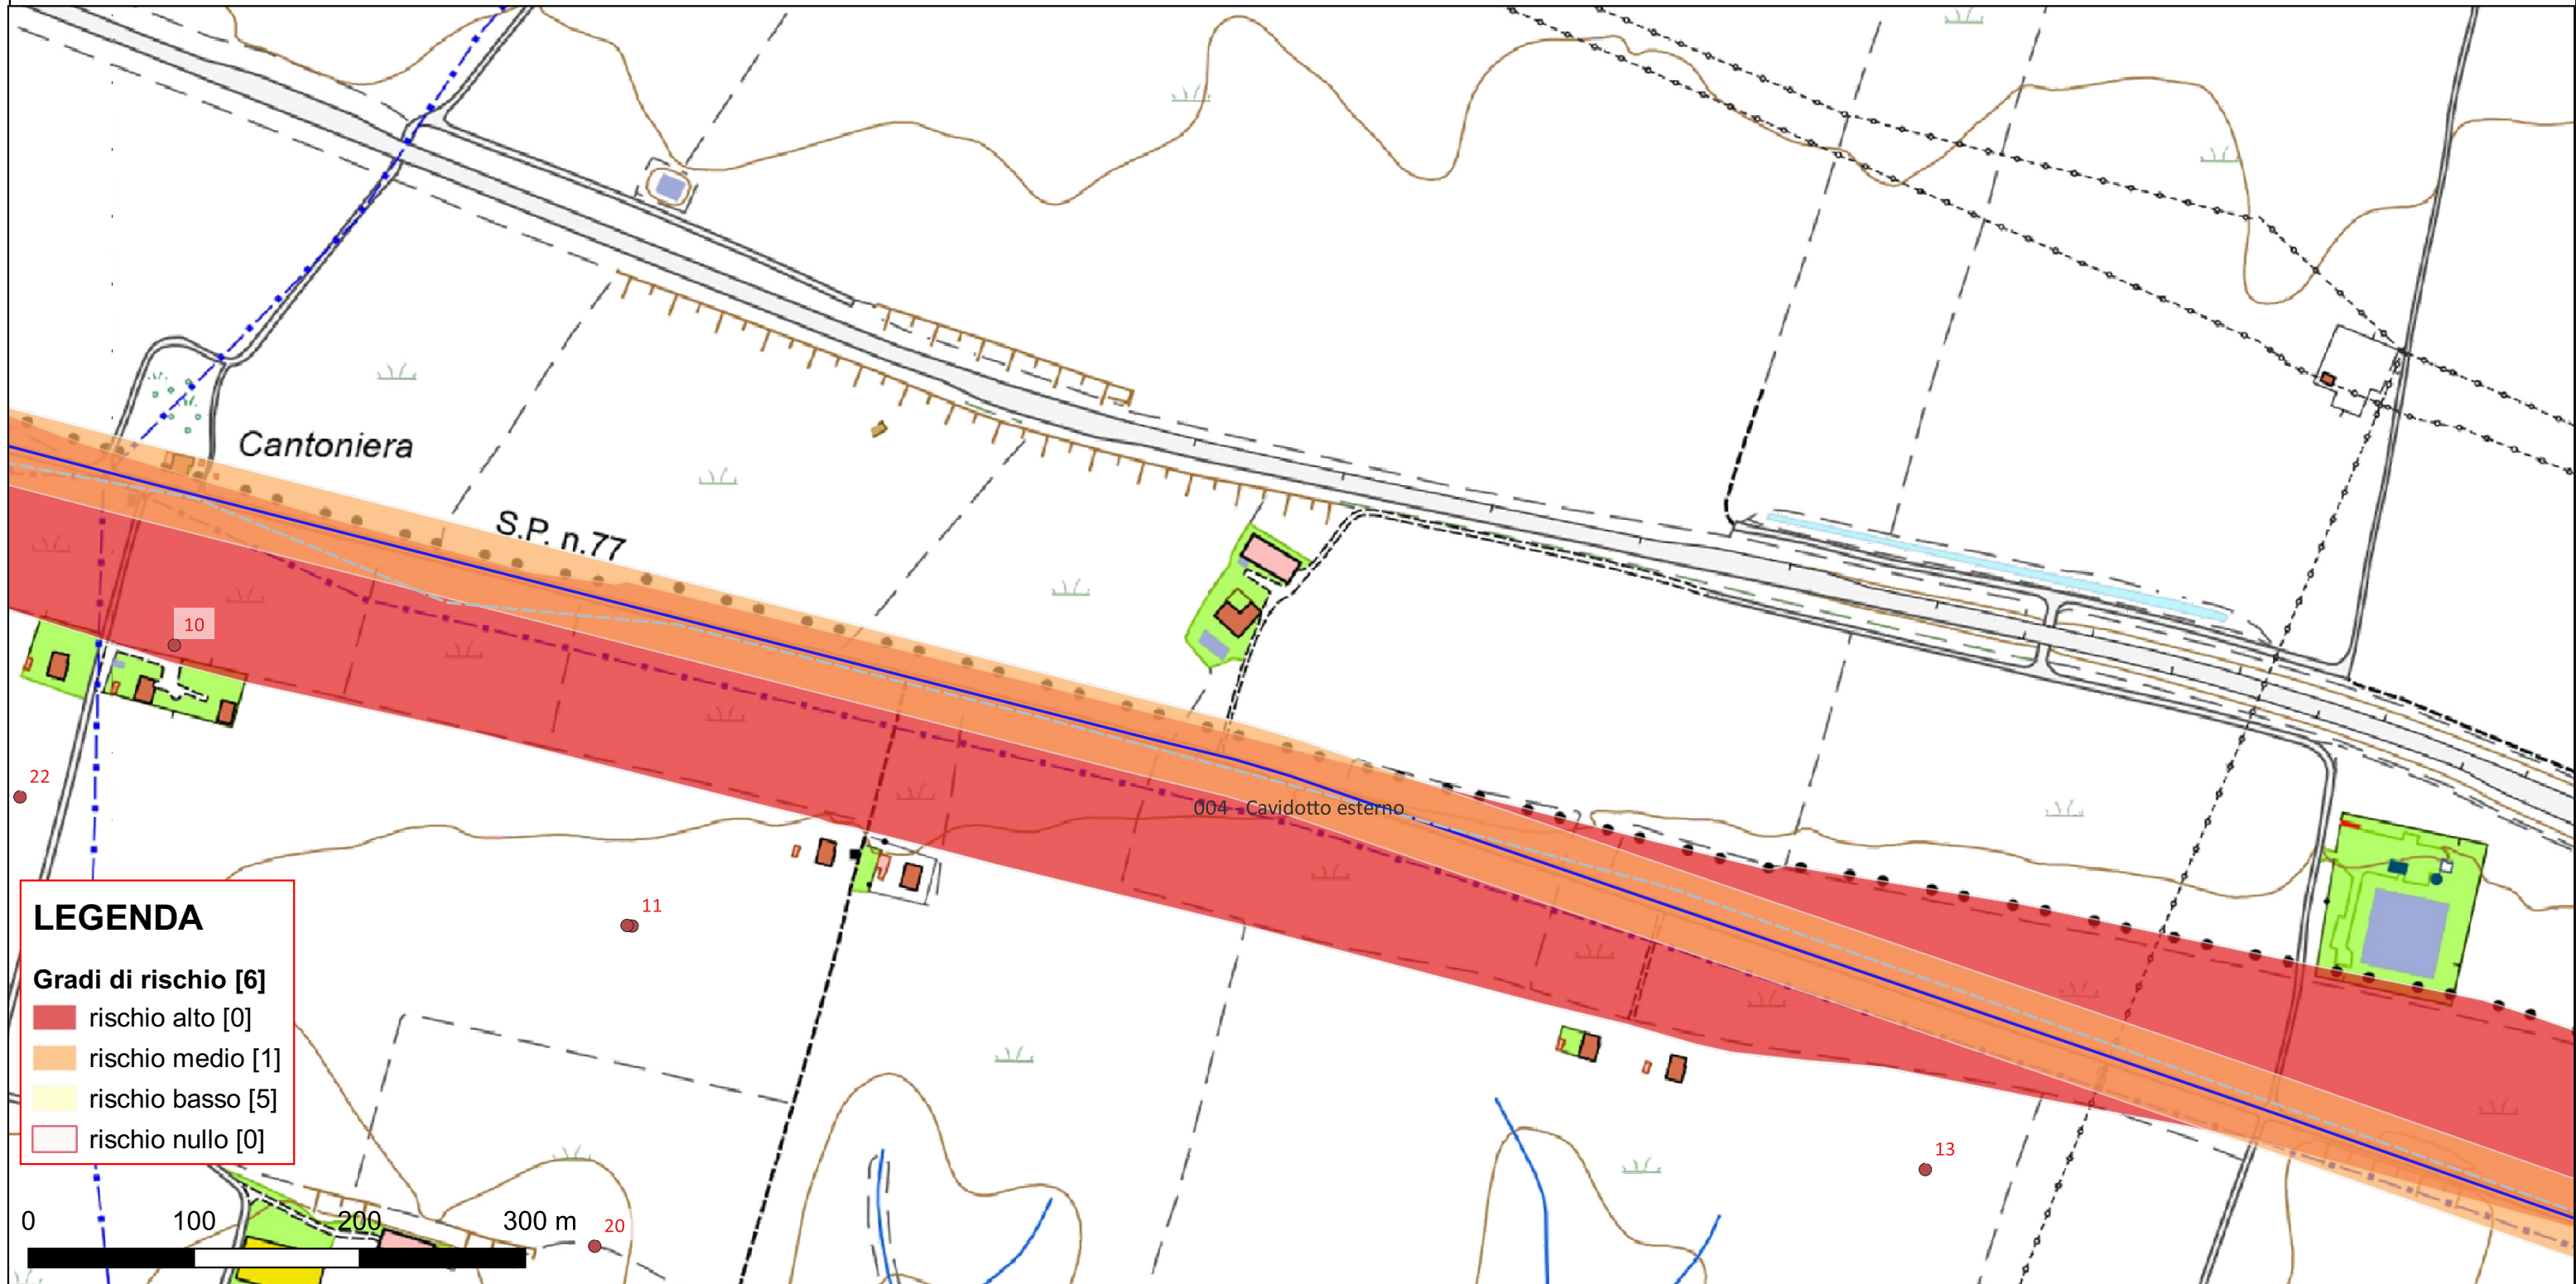 Cantoniera
S.P. n.77
10
22
004 - Cavidotto esterno
11
LEGENDA
Gradi di rischio [6]
rischio alto [0]
rischio medio [1]
rischio basso [5]
rischio nullo [0]
13
0 100 200 300 m
20